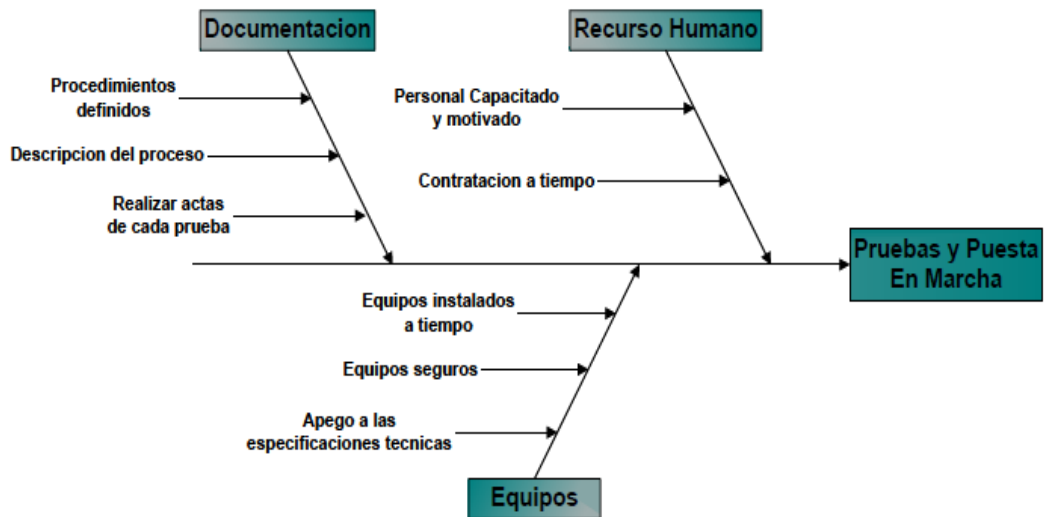 Documentacion
Recurso Humano
Procedimientos
definidos
Personal Capacitado
y motivado
Descripcion del proceso
Contratacion a tiempo
Realizar actas
de cada prueba
Pruebas y Puesta
En Marcha
Equipos instalados
a tiempo
Equipos seguros
Apego a las
especificaciones tecnicas
Equipos